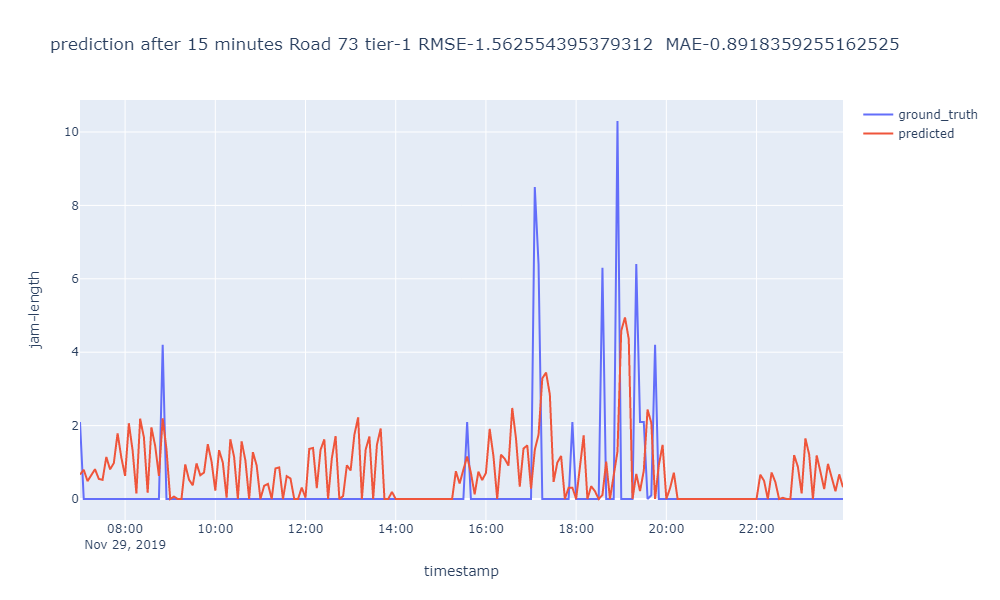 prediction after 15 minutes Road 73 tier-1 RMSE-1.562554395379312  MAE-0.8918359255162525
ground_truth
predicted
10
8
6
4
2
0
jam-length
08:00
10:00
12:00
14:00
16:00
18:00
20:00
22:00
Nov 29, 2019
timestamp